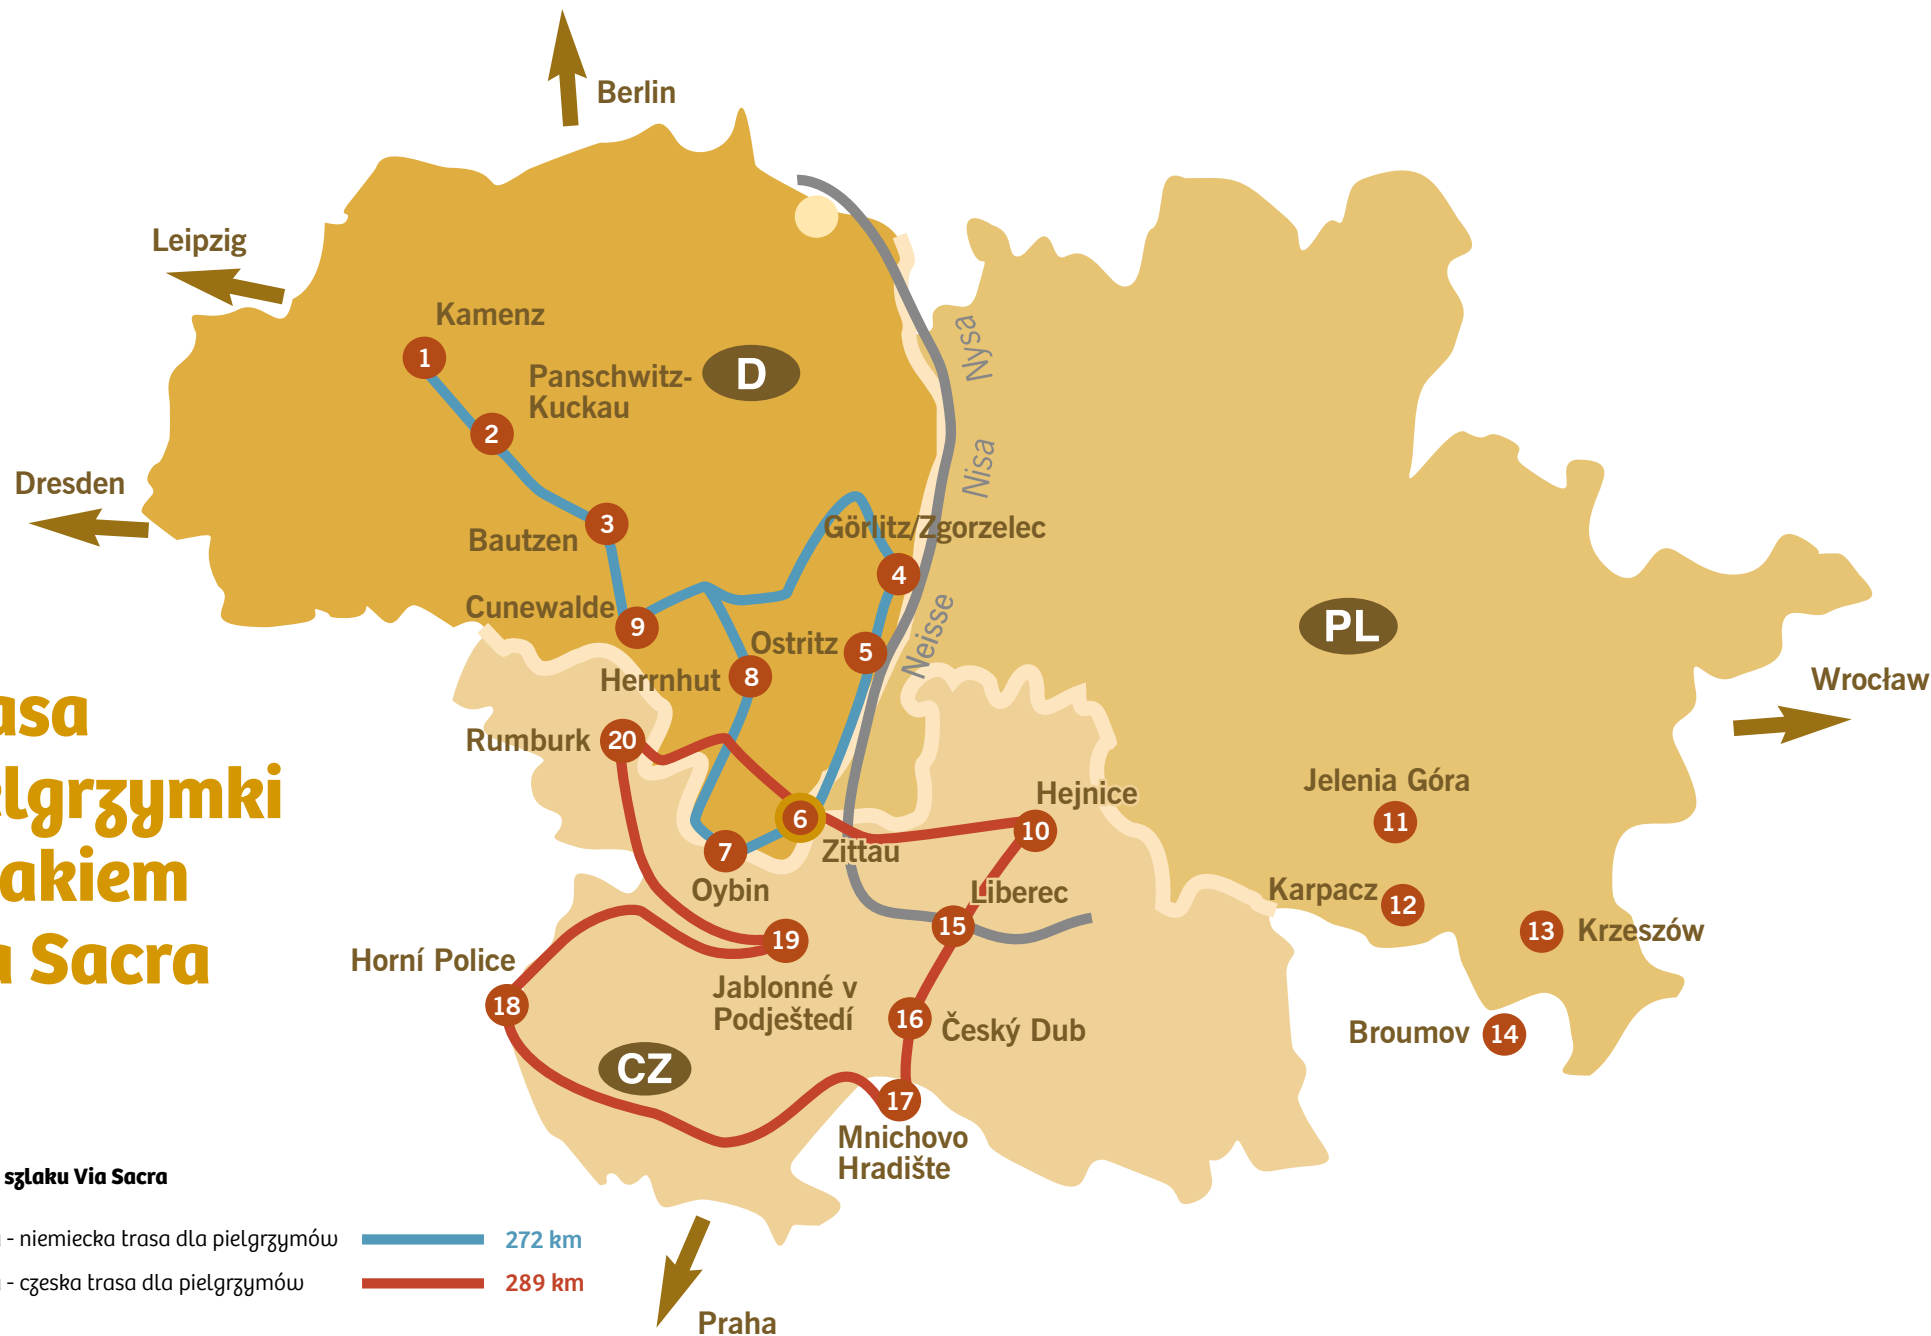 Berlin
Leipzig
Kamenz
1
Panschwitz-
Kuckau
D
2
Nysa
Dresden
Nisa
3
Bautzen
Görlitz/Zgorzelec
4
Cunewalde
9
Neisse
Ostritz
5
PL
Herrnhut
8
Wrocław
asa
Rumburk
20
elgrzymki
Hejnice
10
Jelenia Góra
11
6
Zittau
7
Oybin
akiem
Liberec
15
Karpacz
12
13
Krzeszów
a Sacra
Horní Police
18
19
Jablonné v
Podještedí
16
Český Dub
Broumov
14
CZ
17
Mnichovo
Hradište
szlaku Via Sacra
- niemiecka trasa dla pielgrzymów 272 km
- czeska trasa dla pielgrzymów 289 km
Praha